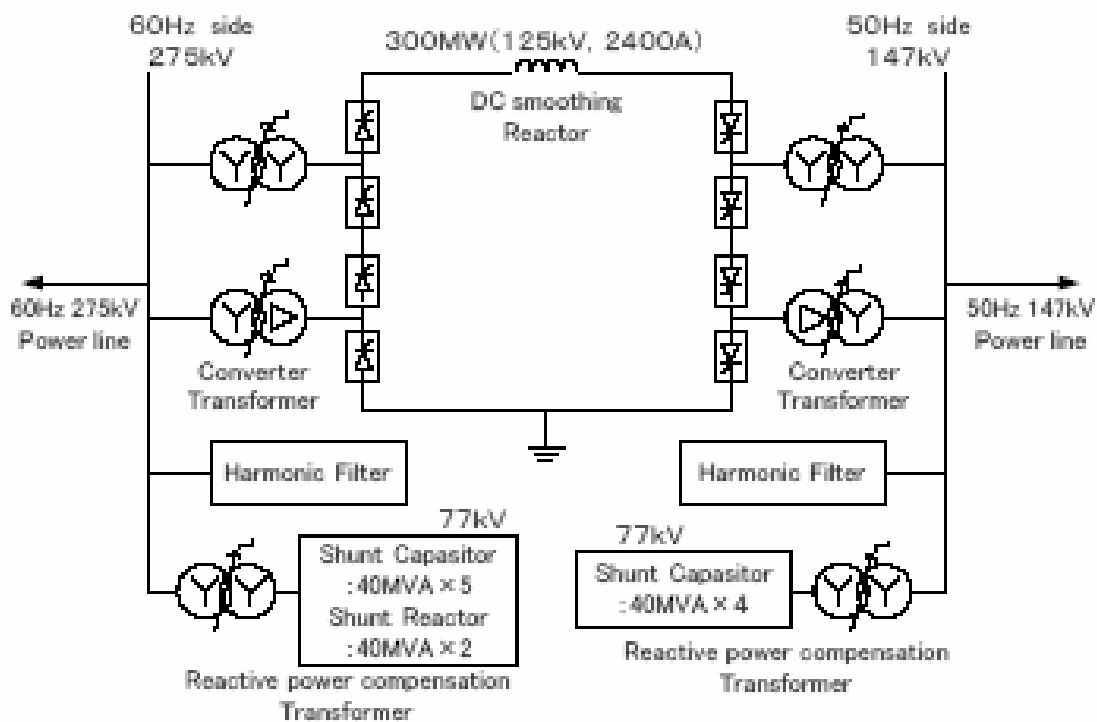 60Hz side
275kV
300MW(125kV, 2400A)
50Hz side
147kV
DC smoothing
Reactor
60Hz 275kV
Power line
50Hz 147kV
Power line
Converter
Transformer
Converter
Transformer
Harmonic Filter
Harmonic Filter
77kV
Shunt Capasitor
:40MVA×5
Shunt Reactor
:40MVA×2
77kV
Shunt Capasitor
:40MVA×4
Reactive power compensation
Transformer
Reactive power compensation
Transformer